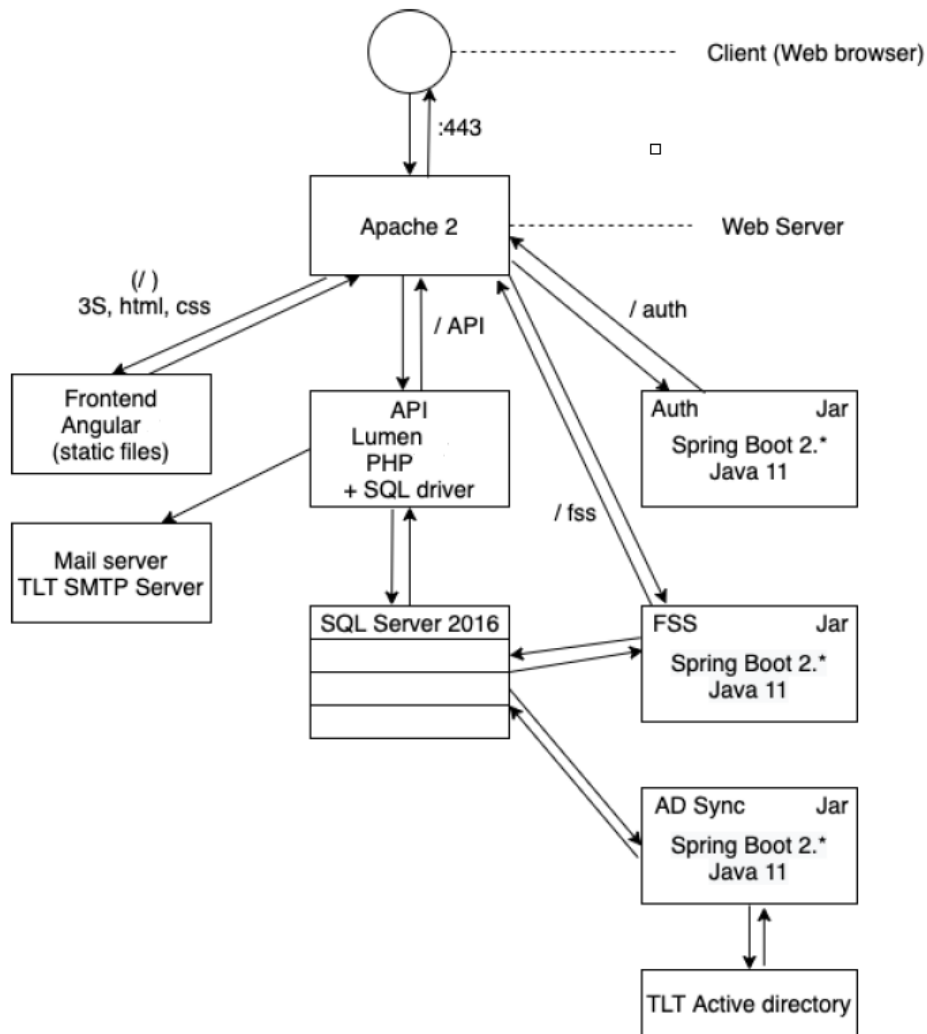 Client (Web browser)
:443
Apache 2
Web Server
(/ )
3S, html, css
/ API
/ auth
Frontend
Angular
(static files)
API
Lumen
PHP
+ SQL driver
Auth Jar
Spring Boot 2.*
Java 11
/ fss
Mail server
TLT SMTP Server
SQL Server 2016
FSS Jar
Spring Boot 2.*
Java 11
AD Sync Jar
Spring Boot 2.*
Java 11
TLT Active directory